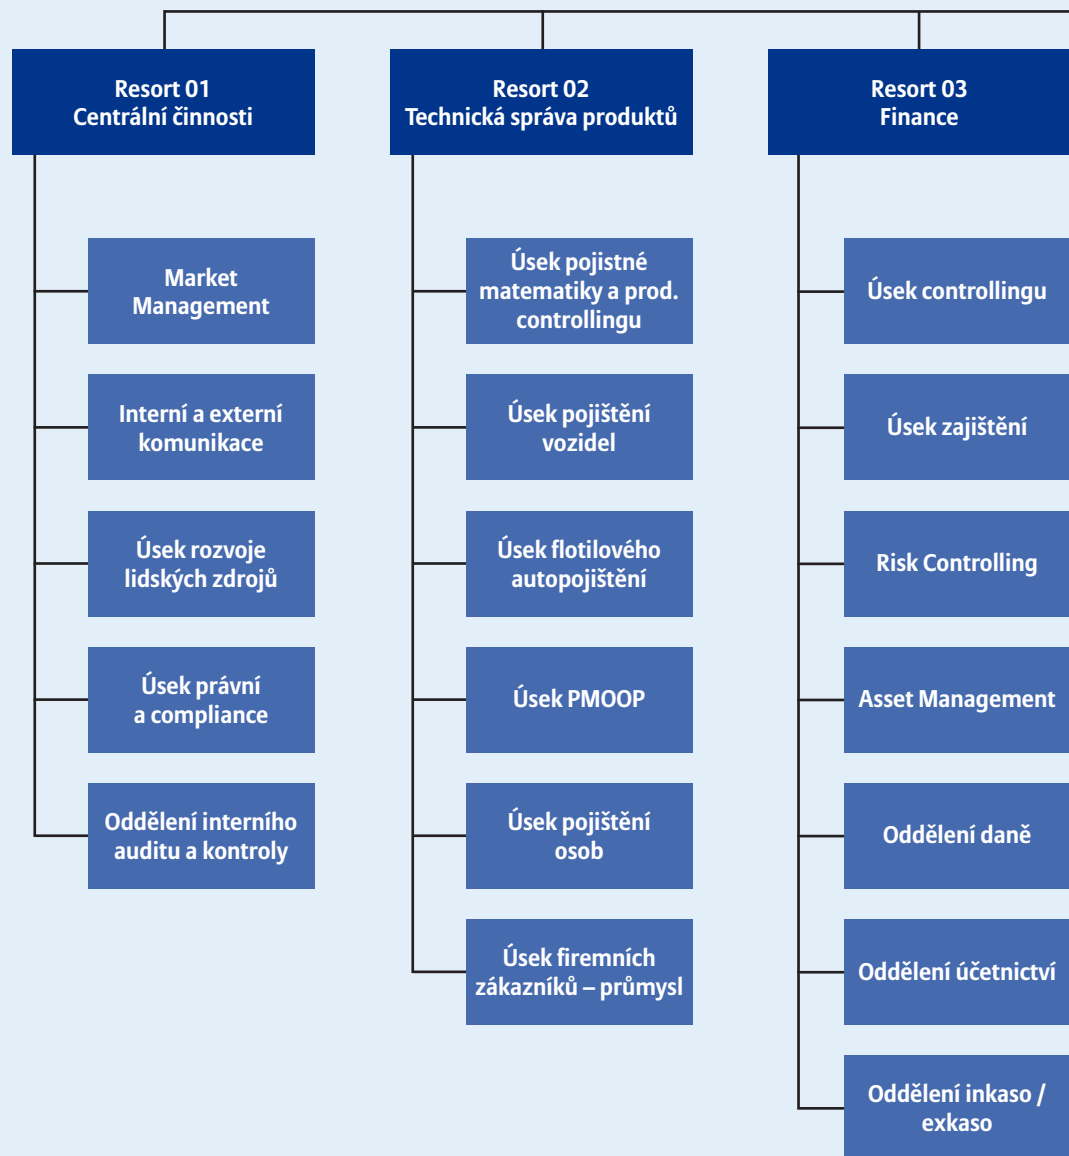 Resort 01
Centrální činnosti
Market
Management
Interní a externí
komunikace
Úsek rozvoje
lidských zdrojů
Úsek právní
a compliance
Oddělení interního
auditu a kontroly
Resort 02
Technická správa produktů
Úsek pojistné
matematiky a prod.
controllingu
Úsek pojištění
vozidel
Úsek flotilového
autopojištění
Úsek PMOOP
Úsek pojištění
osob
Úsek firemních
zákazníků – průmysl
Resort 03
Finance
Úsek controllingu
Úsek zajištění
Risk Controlling
Asset Management
Oddělení daně
Oddělení účetnictví
Oddělení inkaso /
exkaso